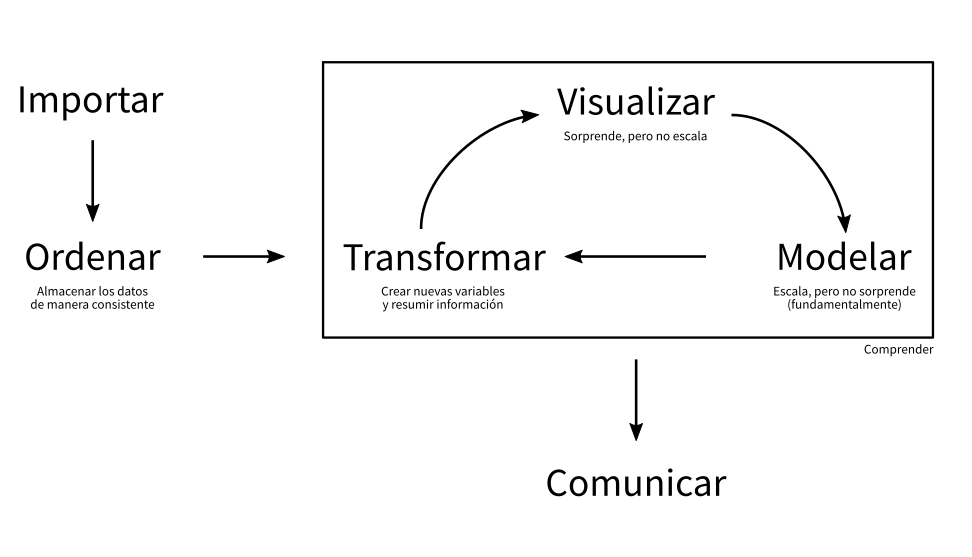 Importar
Ordenar
Almacenar los datos
de manera consistente
Visualizar
Sorprende, pero no escala
Transformar
Crear nuevas variables
y resumir información
Modelar
Escala, pero no sorprende
(fundamentalmente)
Comprender
Comunicar